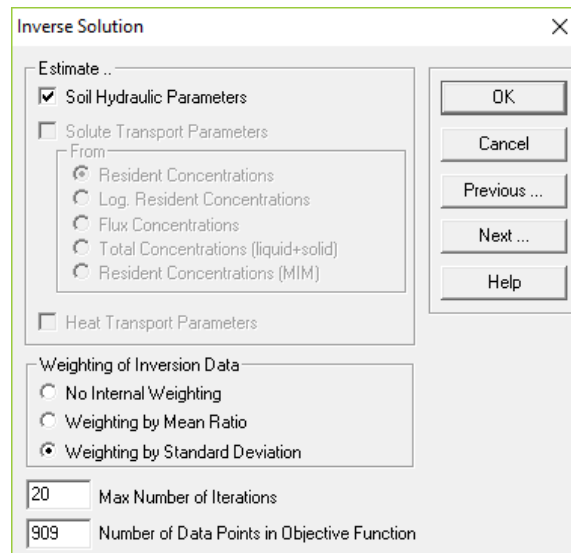 Inverse Solution
Estimate ..
Soil Hydraulic Parameters
Solute Transport Parameters
From
Resident Concentrations
Log. Resident Concentrations
Flux Concentrations
Total Concentrations (liquid+solid)
Resident Concentrations (MIM)
Heat Transport Parameters
Weighting of Inversion Data
No Internal Weighting
Weighting by Mean Ratio
Weighting by Standard Deviation
20 Max Number of Iterations
909 Number of Data Points in Objective Function
OK
Cancel
Previous ...
Next ...
Help